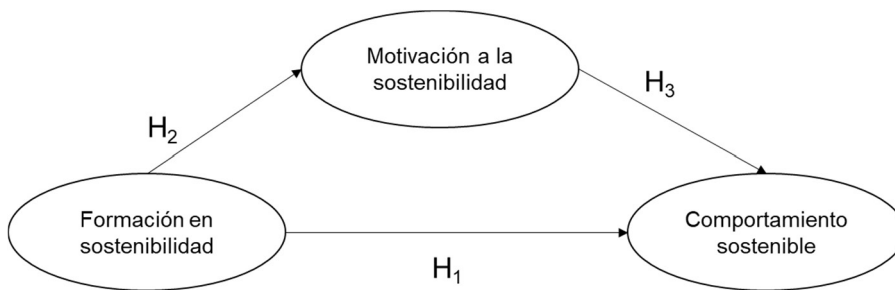 Motivación a la
sostenibilidad
H₂
H₃
Formación en
sostenibilidad
Comportamiento
sostenible
H₁